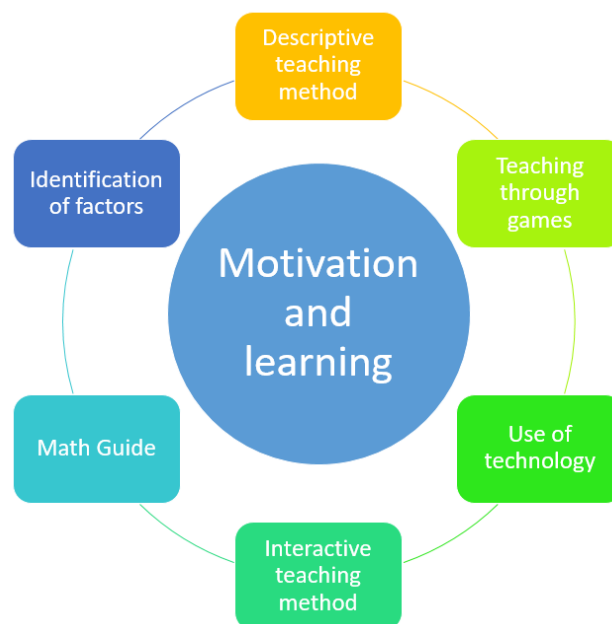 Descriptive
teaching
method
Identification
of factors
Teaching
through
games
Motivation
and
learning
Math Guide
Use of
technology
Interactive
teaching
method